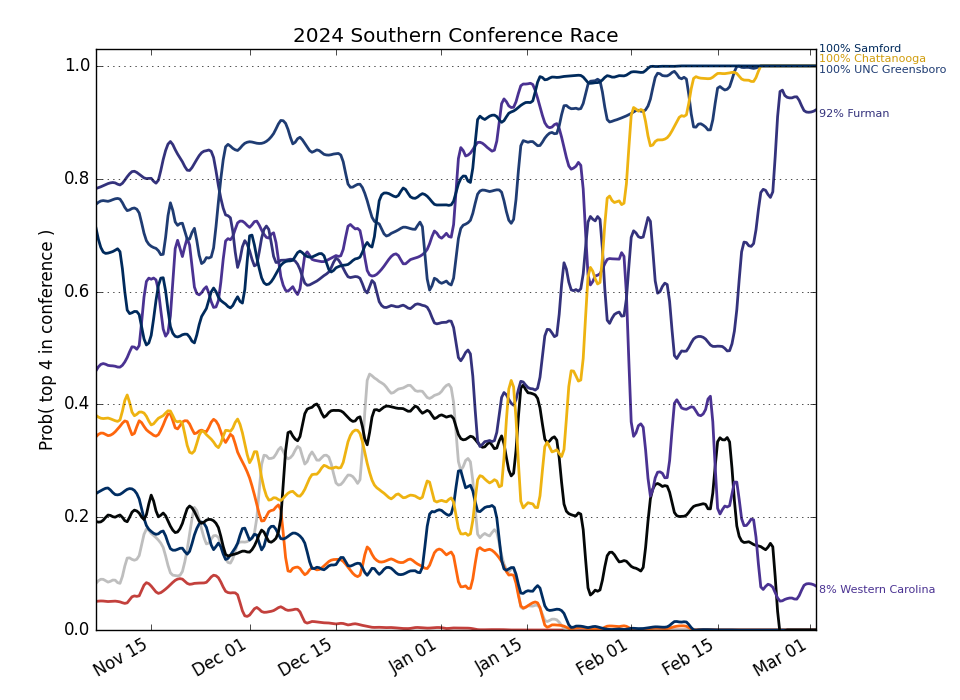 2024 Southern Conference Race
100% Samford
100% Chattanooga
100% UNC Greensboro
92% Furman
8% Western Carolina
Prob( top 4 in conference )
1.0
0.8
0.6
0.4
0.2
0.0
Nov 15
Dec 01
Dec 15
Jan 01
Jan 15
Feb 01
Feb 15
Mar 01